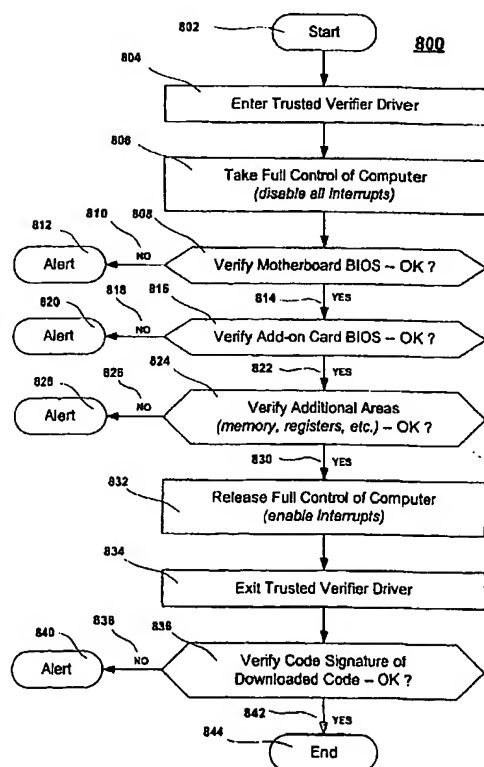 802
Start
800
804
Enter Trusted Verifier Driver
806
Take Full Control of Computer
(disable all Interrupts)
812
810
808
NO
Alert
Verify Motherboard BIOS – OK ?
814
YES
820
818
816
NO
Alert
Verify Add-on Card BIOS – OK ?
822
YES
824
828
826
NO
Alert
Verify Additional Areas
(memory, registers, etc.) – OK ?
830
YES
832
Release Full Control of Computer
(enable Interrupts)
834
Exit Trusted Verifier Driver
840
838
836
NO
Alert
Verify Code Signature of
Downloaded Code – OK ?
842
YES
844
End